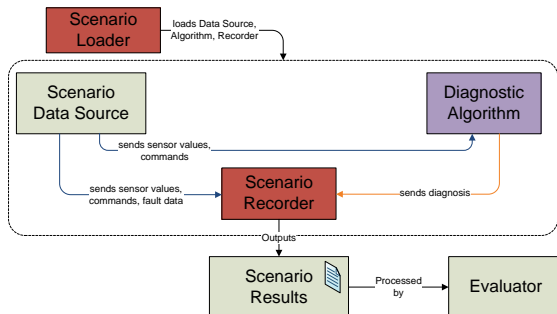 Scenario
Loader
loads Data Source,
Algorithm, Recorder
Scenario
Data Source
Diagnostic
Algorithm
sends sensor values,
commands
sends sensor values,
commands, fault data
Scenario
Recorder
sends diagnosis
Outputs
Scenario
Results
Processed
by
Evaluator